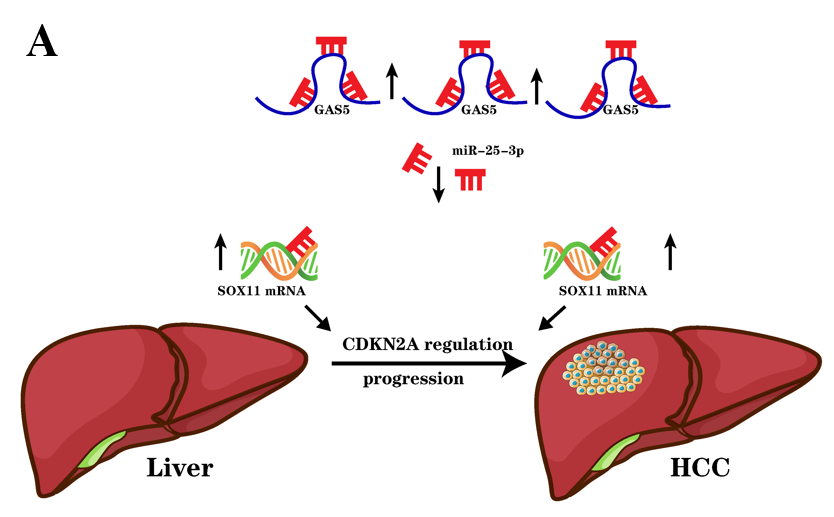 A
GAS5
GAS5
GAS5
miR-25-3p
SOX11 mRNA
SOX11 mRNA
CDKN2A regulation
progression
Liver
HCC